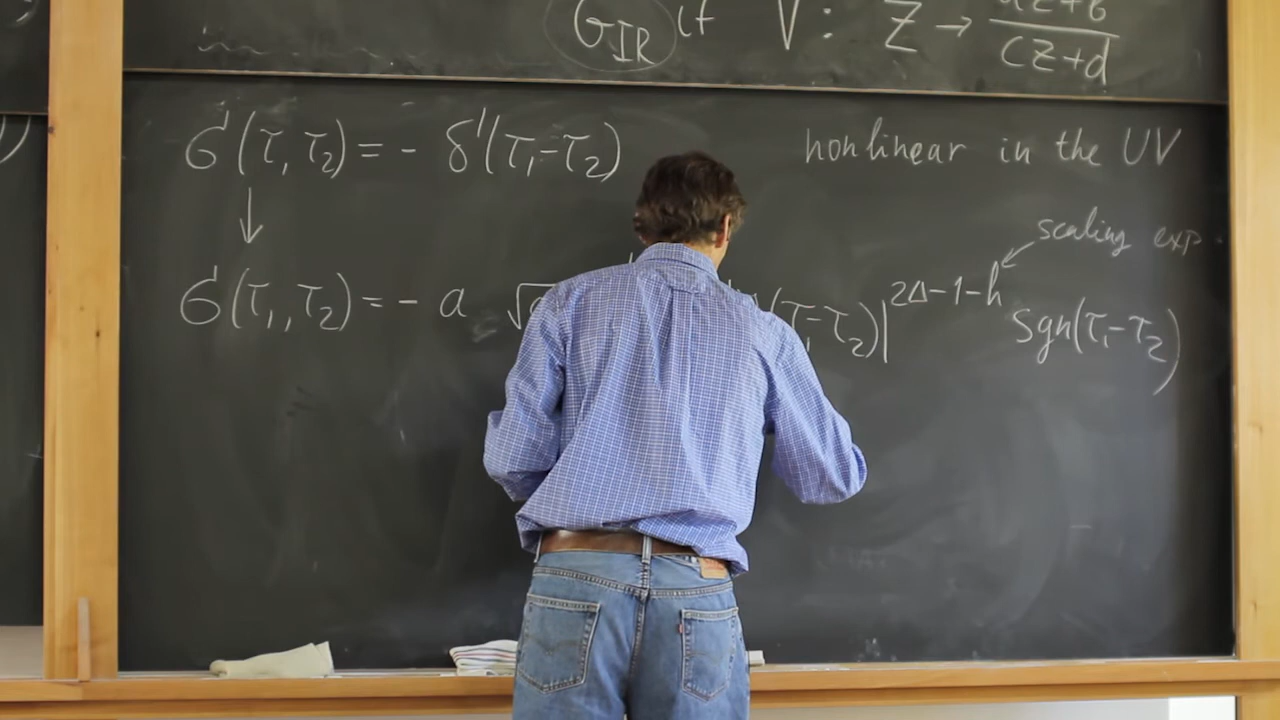 G_IR if V: Z → az+b / cz+d
σ'(τ, τ₂) = - δ'(τ₁-τ₂)
nonlinear in the UV
↓
scaling exp
σ'(τ₁, τ₂) = - a √ (τ₁-τ₂)|^{2Δ-1-h} Sgn(τ₁-τ₂)